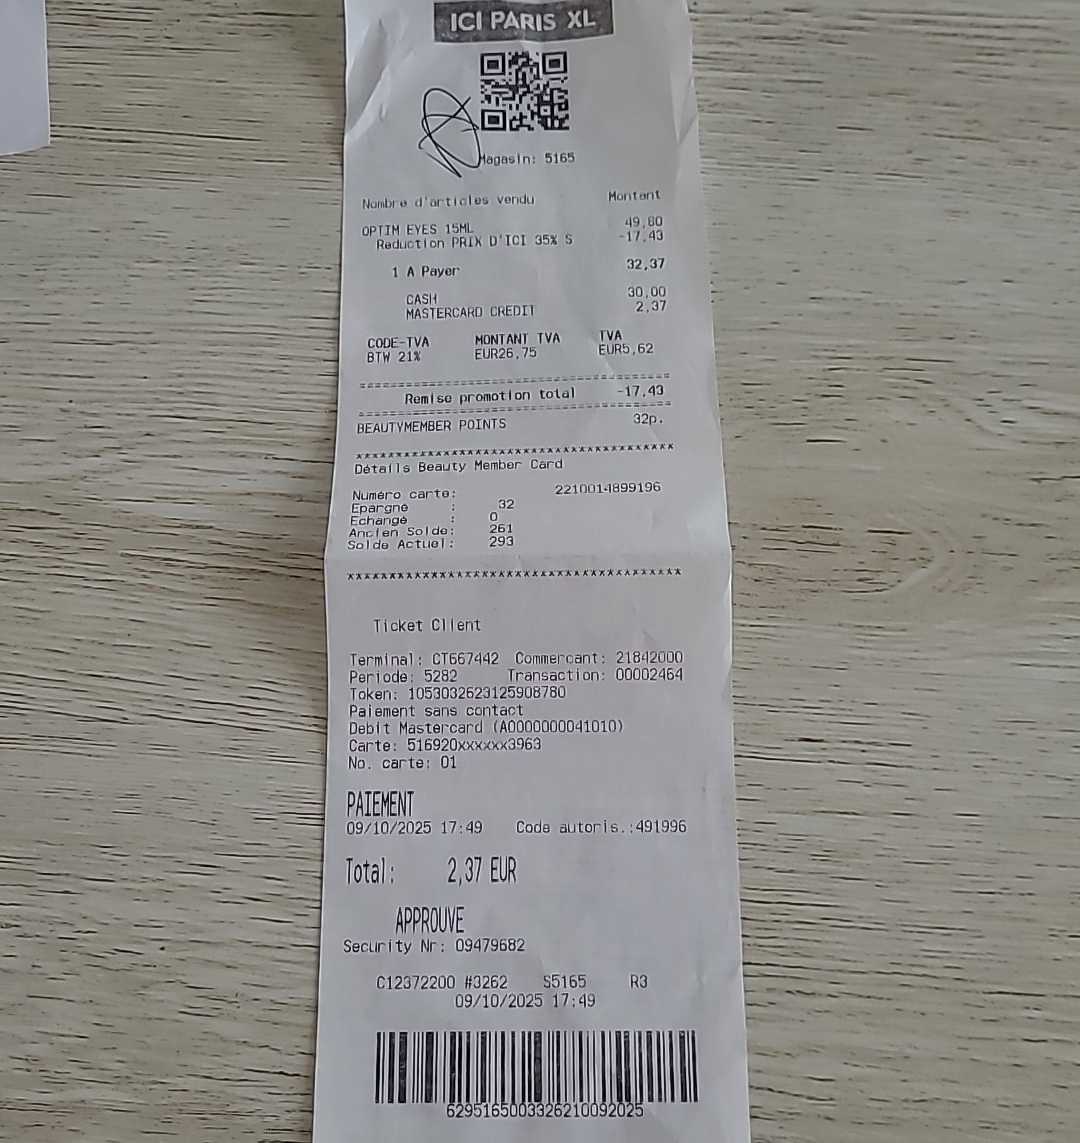 ICI PARIS XL
Magasin: 5165
Nombre d'articles vendu Montant
OPTIM EYES 15ML 49,80
Reduction PRIX D'ICI 35% S -17,43
1 A Payer 32,37
CASH 30,00
MASTERCARD CREDIT 2,37
CODE-TVA MONTANT TVA TVA
BTW 21% EUR26,75 EUR5,62
======================================
Remise promotion total -17,43
======================================
BEAUTYMEMBER POINTS 32p.
****************************************
Détails Beauty Member Card
Numéro carte: 2210014899196
Epargné : 32
Echangé : 0
Ancien Solde: 261
Solde Actuel: 293
****************************************
Ticket Client
Terminal: CT667442 Commercant: 21842000
Periode: 5282 Transaction: 00002464
Token: 1053032623125908780
Paiement sans contact
Debit Mastercard (A0000000041010)
Carte: 516920xxxxxx3963
No. carte: 01
PAIEMENT
09/10/2025 17:49 Code autoris.:491996
Total: 2,37 EUR
APPROUVE
Security Nr: 09479682
C12372200 #3262 S5165 R3
09/10/2025 17:49
6295165003326210092025